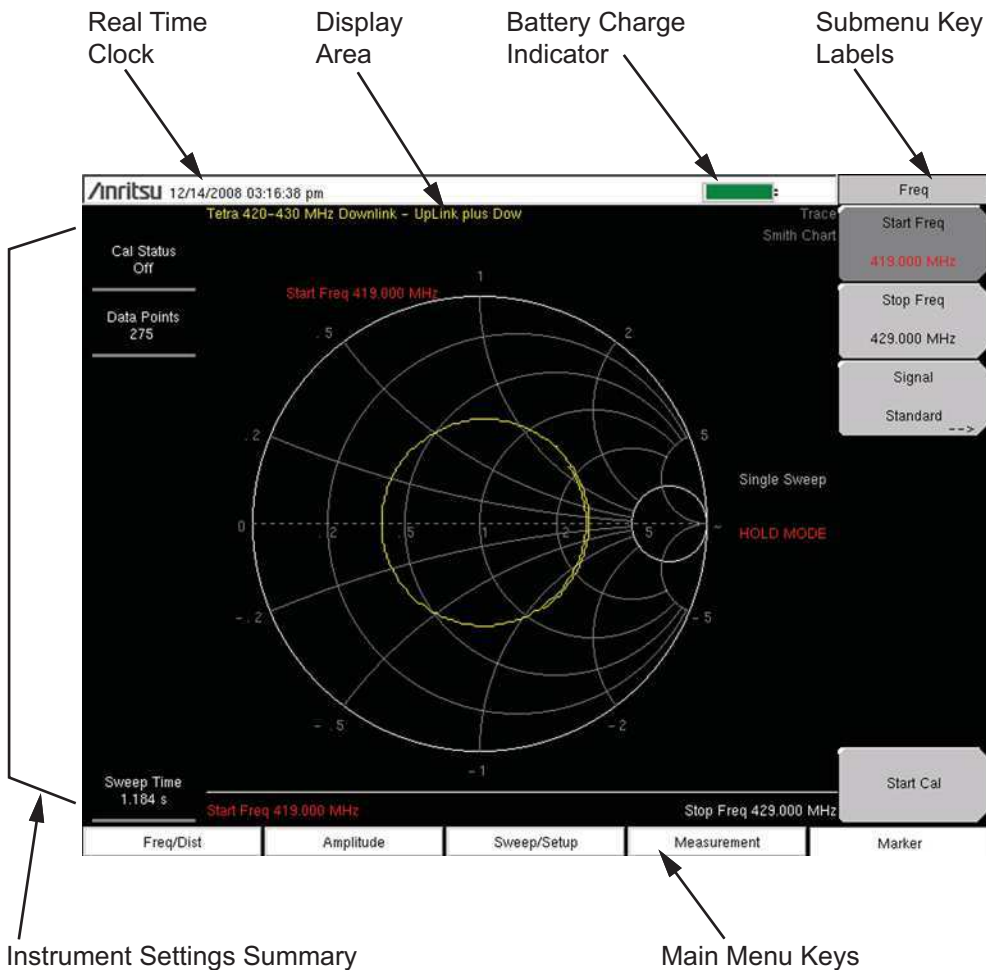 Real Time
Clock
Display
Area
Battery Charge
Indicator
Submenu Key
Labels
/inritsu 12/14/2008 03:16:38 pm
Freq
Tetra 420-430 MHz Downlink - UpLink plus Dow
Trace
Smith Chart
Start Freq
419.000 MHz
Cal Status
Off
Start Freq 419.000 MHz
Stop Freq
429.000 MHz
Data Points
275
Signal
Standard
-->
1
.5
2
.2
5
Single Sweep
0
.2
.5
1
2
5
~
HOLD MODE
-.2
-5
-.5
-2
-1
Sweep Time
1.184 s
Start Cal
Start Freq 419.000 MHz
Stop Freq 429.000 MHz
Freq/Dist
Amplitude
Sweep/Setup
Measurement
Marker
Instrument Settings Summary
Main Menu Keys